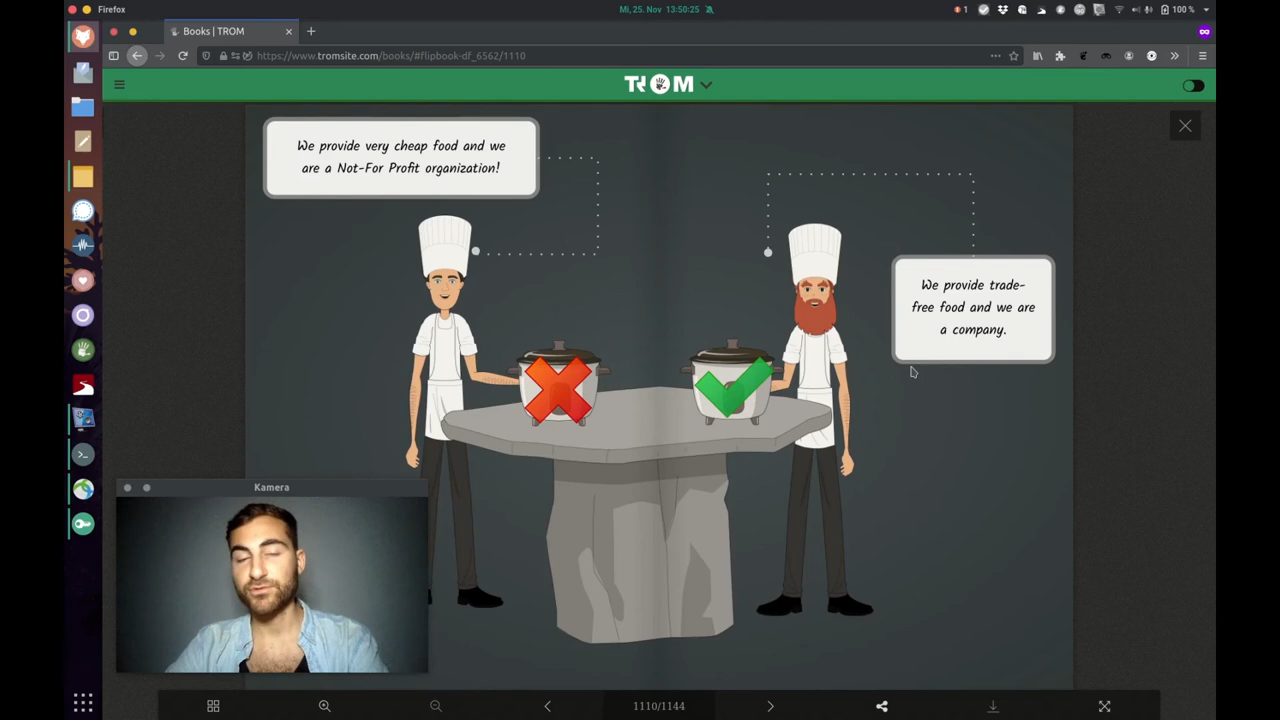 Firefox
Mi, 25. Nov 13:50:25
1
100 %
Books | TROM
https://www.tromsite.com/books/#flipbook-df_6562/1110
TROM
We provide very cheap food and we
are a Not-For Profit organization!
We provide trade-
free food and we are
a company.
Kamera
1110/1144